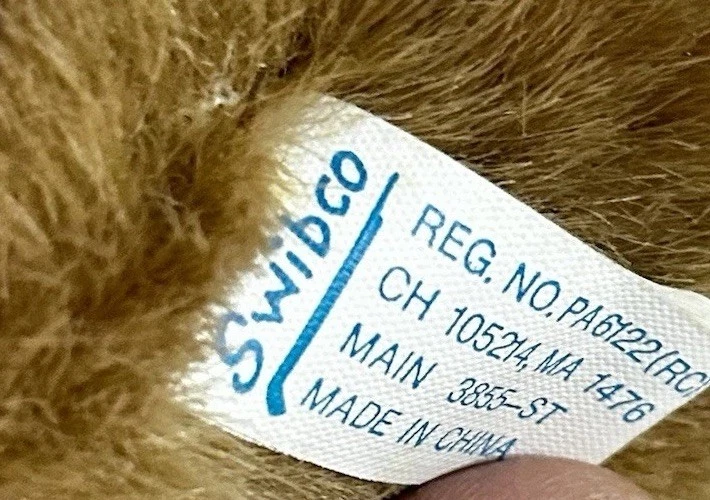 Swibco
REG. NO. PA6122(RC)
CH 105214, MA 1476
MAIN 3855-ST
MADE IN CHINA